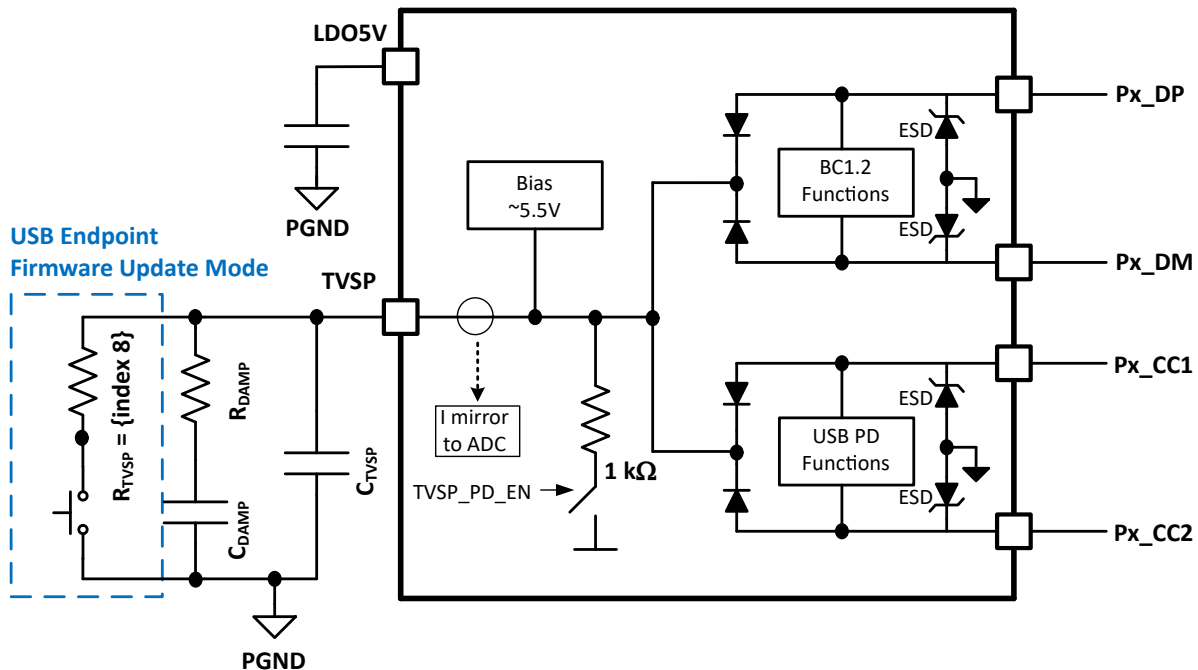 LDO5V
PGND
USB Endpoint
Firmware Update Mode
TVSP
R_TVSP = {index 8}
R_DAMP
C_DAMP
C_TVSP
PGND
Bias
~5.5V
I mirror
to ADC
TVSP_PD_EN
1 kΩ
BC1.2
Functions
ESD
ESD
USB PD
Functions
ESD
ESD
Px_DP
Px_DM
Px_CC1
Px_CC2